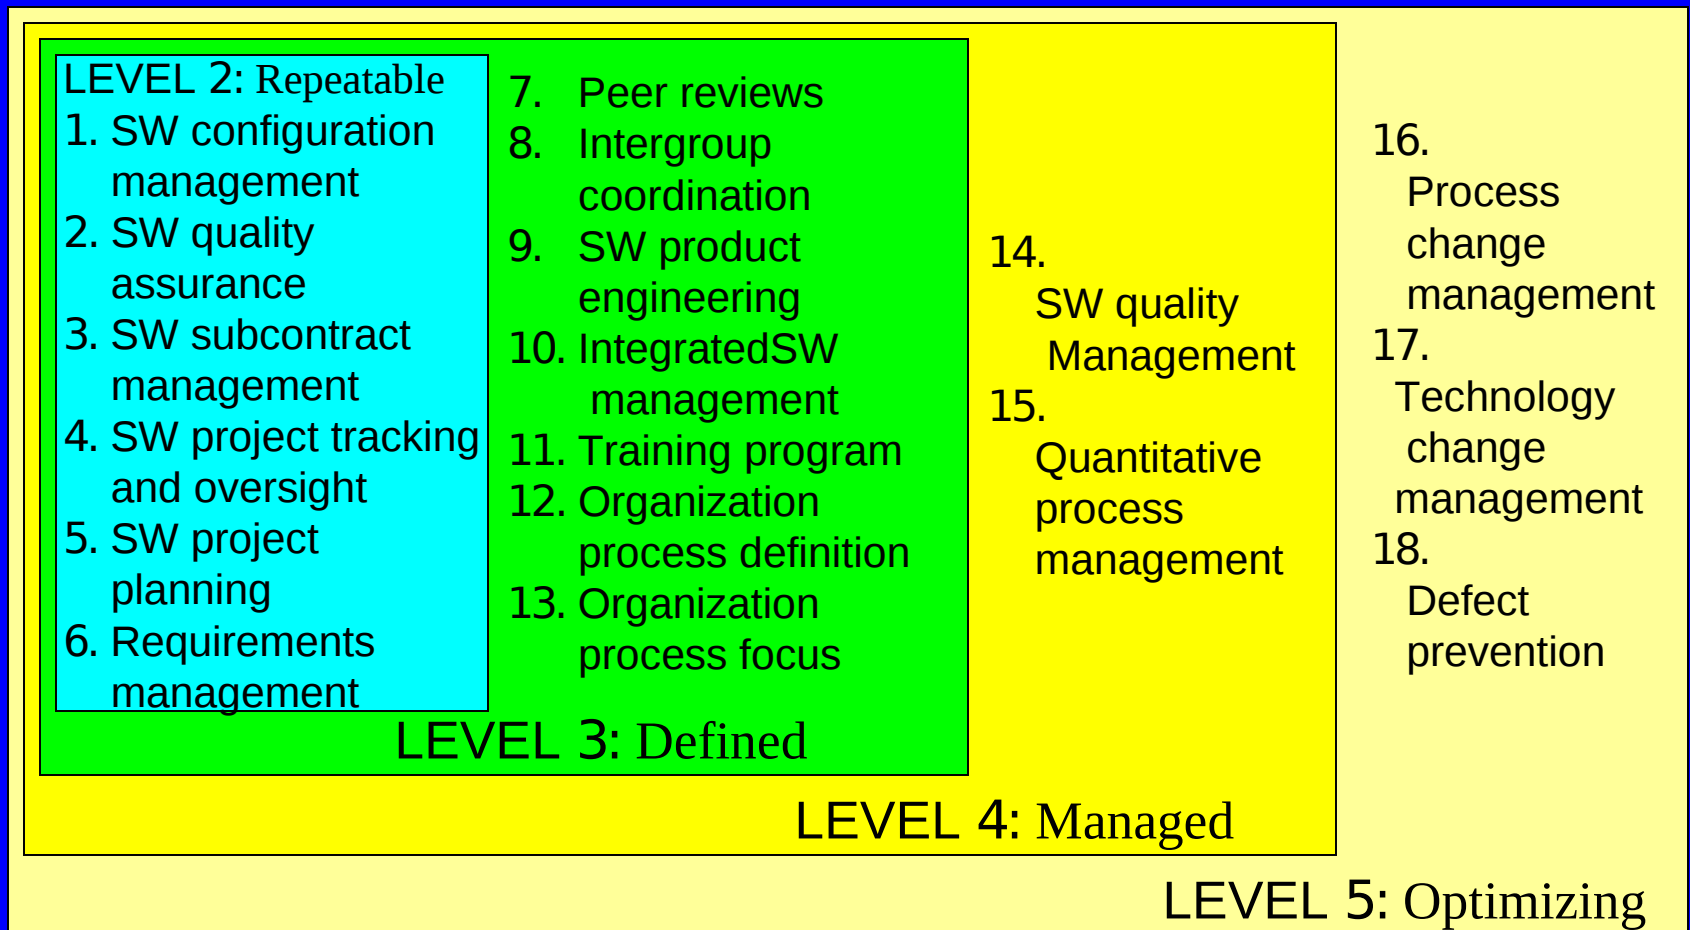 LEVEL 2: Repeatable
1. SW configuration
management
2. SW quality
assurance
3. SW subcontract
management
4. SW project tracking
and oversight
5. SW project
planning
6. Requirements
management
7. Peer reviews
8. Intergroup
coordination
9. SW product
engineering
10. IntegratedSW
management
11. Training program
12. Organization
process definition
13. Organization
process focus
LEVEL 3: Defined
14.
SW quality
Management
15.
Quantitative
process
management
LEVEL 4: Managed
16.
Process
change
management
17.
Technology
change
management
18.
Defect
prevention
LEVEL 5: Optimizing